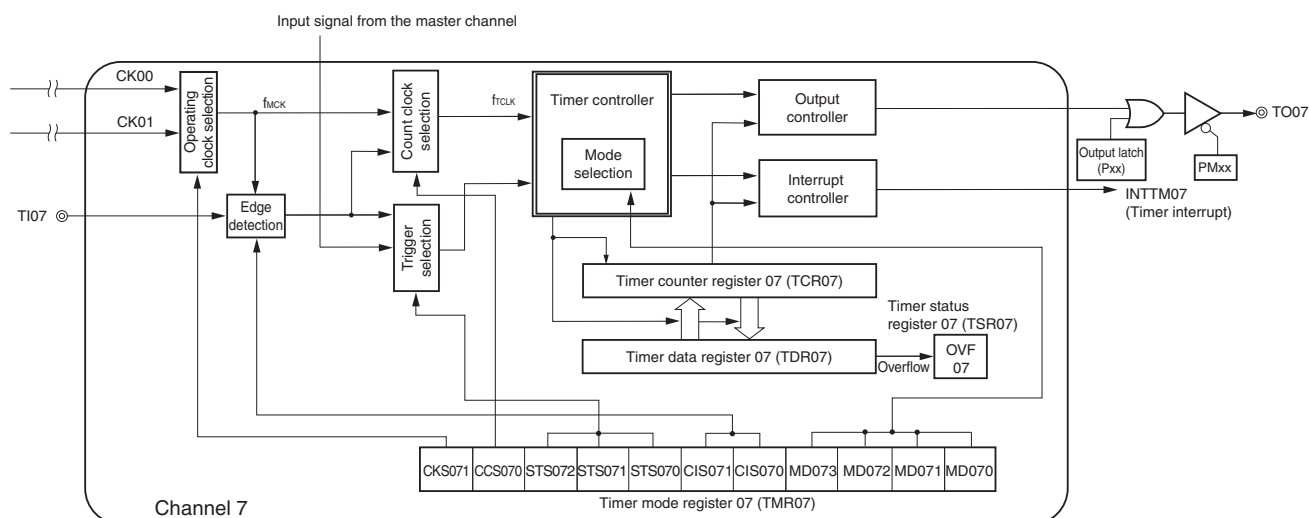 Input signal from the master channel
CK00
CK01
Operating
clock selection
fMCK
Count clock
selection
fTCLK
Timer controller
Mode
selection
Output
controller
TO07
Output latch
(Pxx)
PMxx
Interrupt
controller
INTTM07
(Timer interrupt)
TI07
Edge
detection
Trigger
selection
Timer counter register 07 (TCR07)
Timer status
register 07 (TSR07)
Timer data register 07 (TDR07)
Overflow
OVF
07
CKS071 CCS070 STS072 STS071 STS070 CIS071 CIS070 MD073 MD072 MD071 MD070
Timer mode register 07 (TMR07)
Channel 7